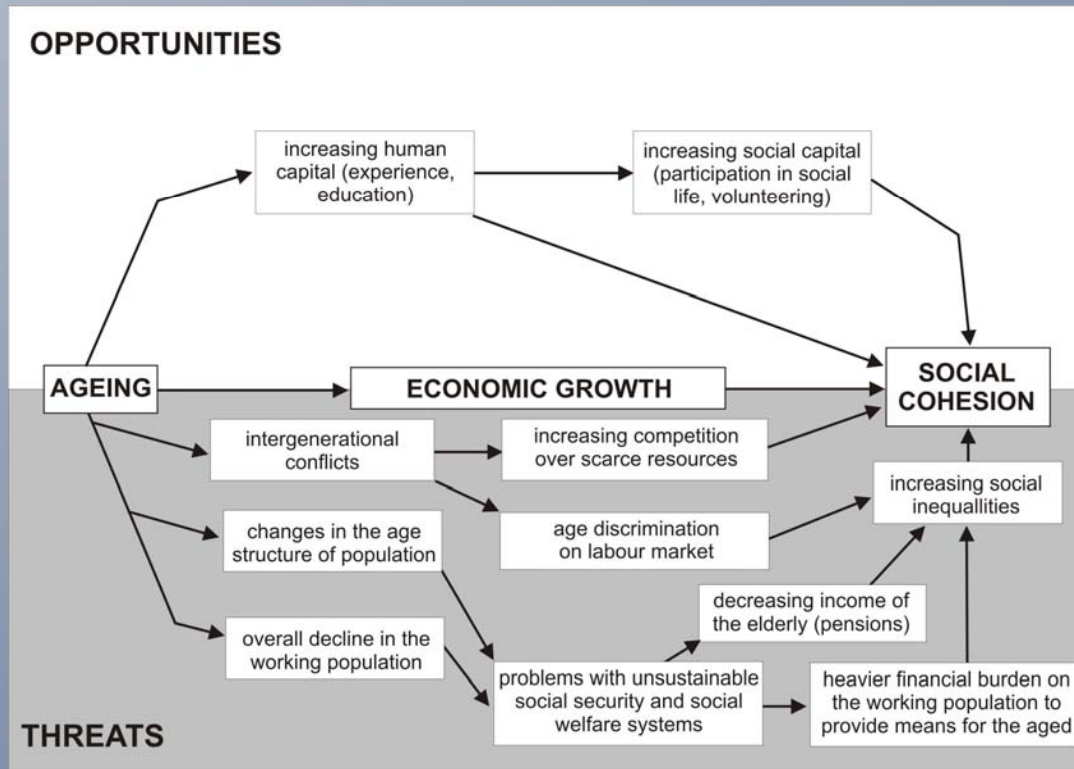 OPPORTUNITIES
increasing human
capital (experience,
education)
increasing social capital
(participation in social
life, volunteering)
AGEING
ECONOMIC GROWTH
SOCIAL
COHESION
intergenerational
conflicts
increasing competition
over scarce resources
increasing social
inequallities
changes in the age
structure of population
age discrimination
on labour market
decreasing income of
the elderly (pensions)
overall decline in the
working population
problems with unsustainable
social security and social
welfare systems
heavier financial burden on
the working population to
provide means for the aged
THREATS